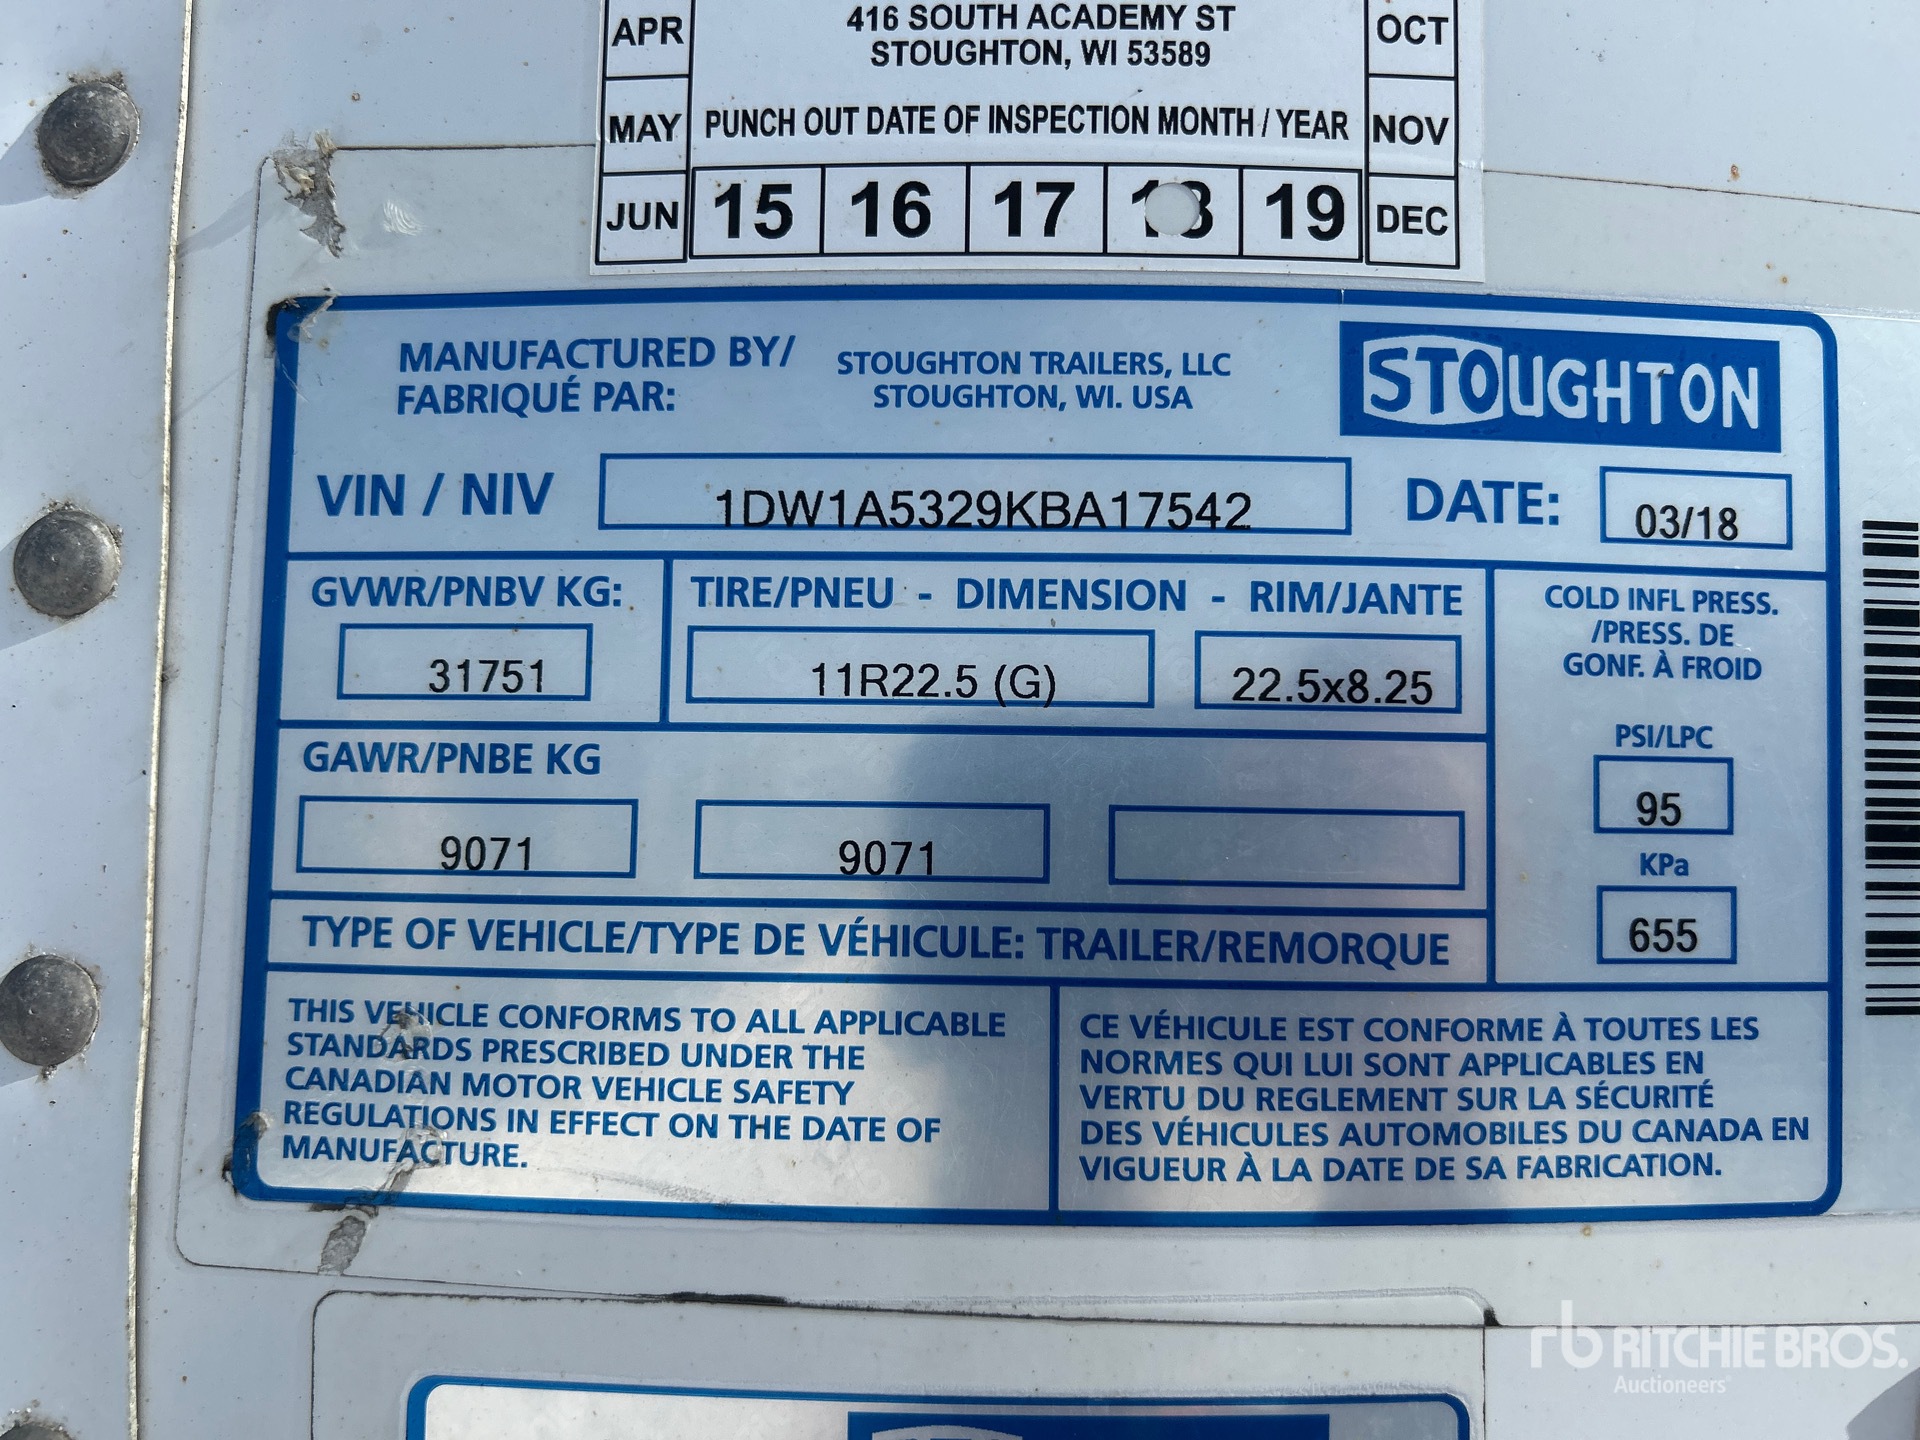 APR
416 SOUTH ACADEMY ST
OCT
STOUGHTON, WI 53589
MAY
PUNCH OUT DATE OF INSPECTION MONTH / YEAR
NOV
JUN
15 16 17 18 19
DEC
MANUFACTURED BY/
FABRIQUÉ PAR:
STOUGHTON TRAILERS, LLC
STOUGHTON, WI. USA
STOUGHTON
VIN / NIV
1DW1A5329KBA17542
DATE:
03/18
GVWR/PNBV KG:
31751
TIRE/PNEU - DIMENSION - RIM/JANTE
11R22.5 (G)
22.5x8.25
COLD INFL PRESS.
/PRESS. DE
GONF. À FROID
PSI/LPC
95
KPa
655
GAWR/PNBE KG
9071
9071
TYPE OF VEHICLE/TYPE DE VÉHICULE: TRAILER/REMORQUE
THIS VEHICLE CONFORMS TO ALL APPLICABLE
STANDARDS PRESCRIBED UNDER THE
CANADIAN MOTOR VEHICLE SAFETY
REGULATIONS IN EFFECT ON THE DATE OF
MANUFACTURE.
CE VÉHICULE EST CONFORME À TOUTES LES
NORMES QUI LUI SONT APPLICABLES EN
VERTU DU REGLEMENT SUR LA SÉCURITÉ
DES VÉHICULES AUTOMOBILES DU CANADA EN
VIGUEUR À LA DATE DE SA FABRICATION.
rb RITCHIE BROS.
Auctioneers